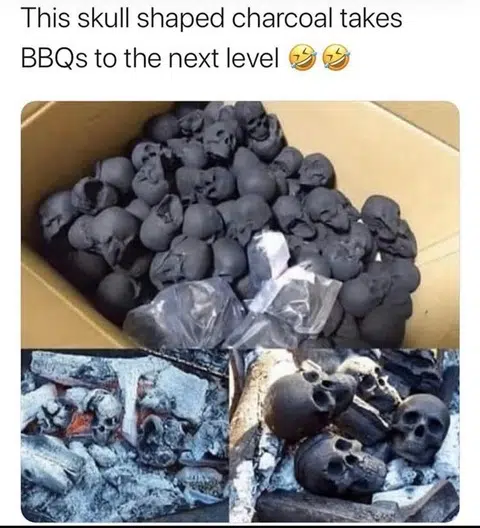 This skull shaped charcoal takes
BBQs to the next level 🤣🤣